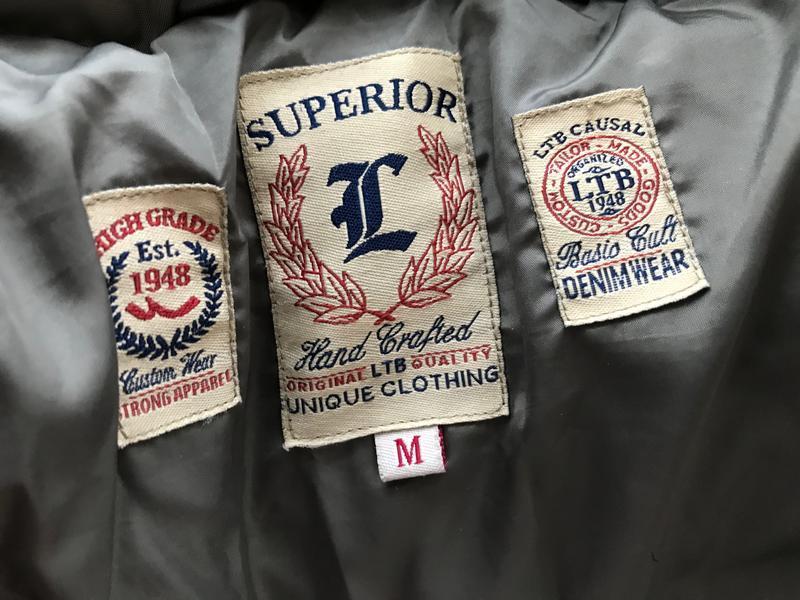 HIGH GRADE
Est.
1948
Custom Wear
TRONG APPAREL
SUPERIOR
L
Hand Crafted
ORIGINAL LTB QUALITY
UNIQUE CLOTHING
M
LTB CAUSAL
TAILOR - MADE - GOODS - CUSTOM -
ORGANIZED
LTB
1948
Basic Cult
DENIMWEAR